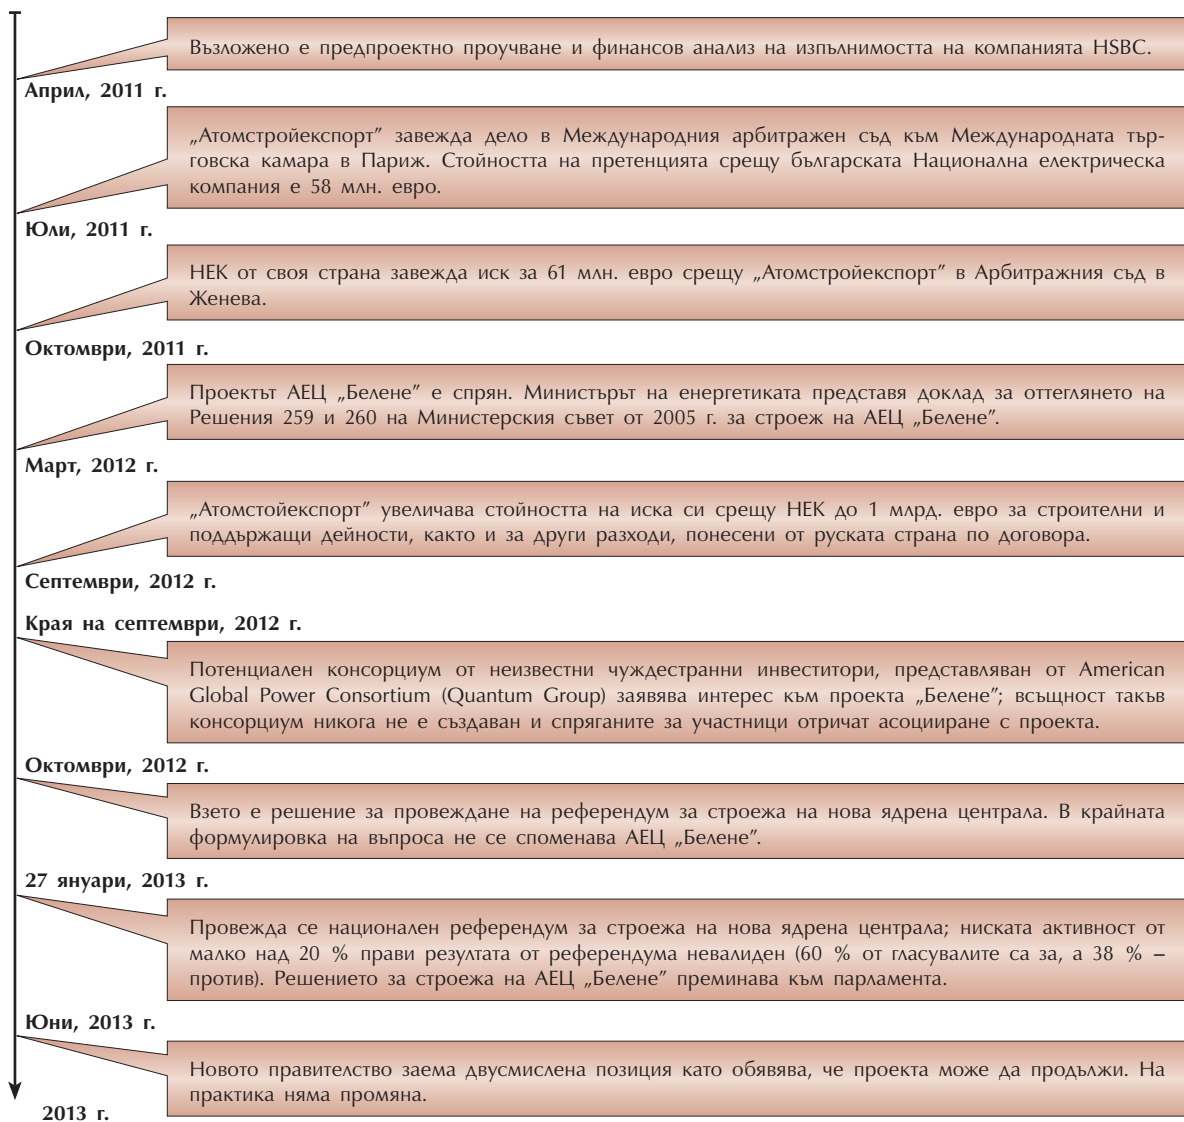 Възложено е предпроектно проучване и финансов анализ на изпълнимостта на компанията HSBC.
Април, 2011 г.
„Атомстройекспорт” завежда дело в Международния арбитражен съд към Международната тър-
говска камара в Париж. Стойността на претенцията срещу българската Национална електрическа
компания е 58 млн. евро.
Юли, 2011 г.
НЕК от своя страна завежда иск за 61 млн. евро срещу „Атомстройекспорт” в Арбитражния съд в
Женева.
Октомври, 2011 г.
Проектът АЕЦ „Белене” е спрян. Министърът на енергетиката представя доклад за оттеглянето на
Решения 259 и 260 на Министерския съвет от 2005 г. за строеж на АЕЦ „Белене”.
Март, 2012 г.
„Атомстойекспорт” увеличава стойността на иска си срещу НЕК до 1 млрд. евро за строителни и
поддържащи дейности, както и за други разходи, понесени от руската страна по договора.
Септември, 2012 г.
Края на септември, 2012 г.
Потенциален консорциум от неизвестни чуждестранни инвеститори, представляван от American
Global Power Consortium (Quantum Group) заявява интерес към проекта „Белене”; всъщност такъв
консорциум никога не е създаван и спряганите за участници отричат асоцииране с проекта.
Октомври, 2012 г.
Взето е решение за провеждане на референдум за строежа на нова ядрена централа. В крайната
формулировка на въпроса не се споменава АЕЦ „Белене”.
27 януари, 2013 г.
Провежда се национален референдум за строежа на нова ядрена централа; ниската активност от
малко над 20 % прави резултата от референдума невалиден (60 % от гласувалите са за, а 38 % –
против). Решението за строежа на АЕЦ „Белене” преминава към парламента.
Юни, 2013 г.
Новото правителство заема двусмислена позиция като обявява, че проекта може да продължи. На
практика няма промяна.
2013 г.